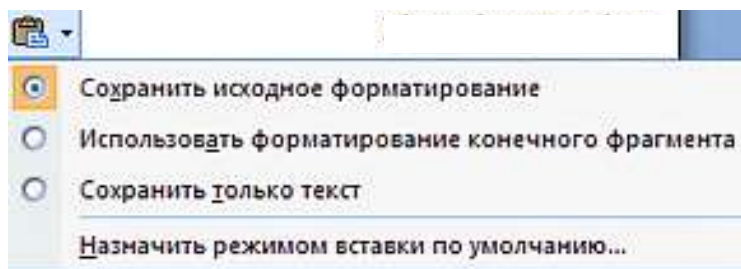 Сохранить исходное форматирование
Использовать форматирование конечного фрагмента
Сохранить только текст
Назначить режимом вставки по умолчанию...